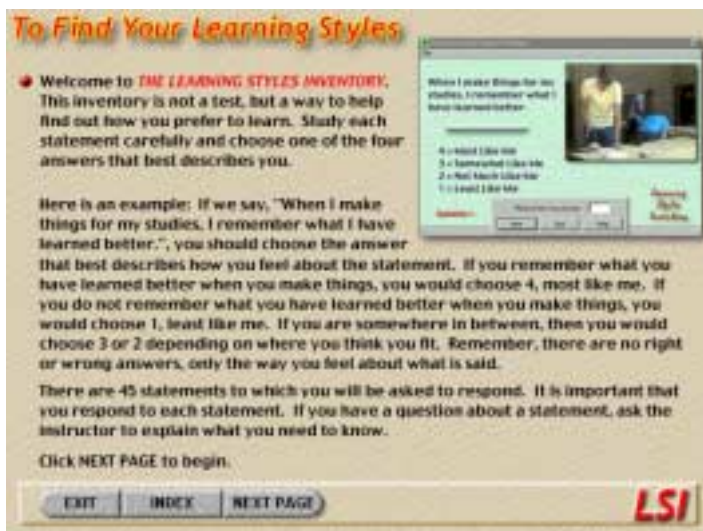 To Find Your Learning Styles
Welcome to THE LEARNING STYLES INVENTORY.
This inventory is not a test, but a way to help
find out how you prefer to learn. Study each
statement carefully and choose one of the four
answers that best describes you.
When I make things for my
studies, I remember what I
have learned better
4 = Most Like Me
3 = Somewhat Like Me
2 = Not Much Like Me
1 = Least Like Me
Learning
Styles
Inventory
Here is an example: If we say, "When I make
things for my studies, I remember what I have
learned better.", you should choose the answer
that best describes how you feel about the statement. If you remember what you
have learned better when you make things, you would choose 4, most like me. If
you do not remember what you have learned better when you make things, you
would choose 1, least like me. If you are somewhere in between, then you would
choose 3 or 2 depending on where you think you fit. Remember, there are no right
or wrong answers, only the way you feel about what is said.
There are 45 statements to which you will be asked to respond. It is important that
you respond to each statement. If you have a question about a statement, ask the
instructor to explain what you need to know.
Click NEXT PAGE to begin.
EXIT INDEX NEXT PAGE
LSI